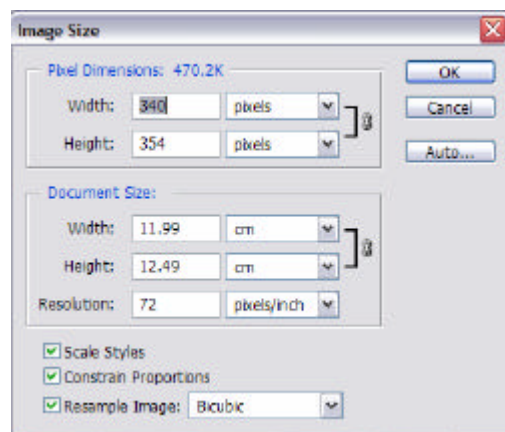 Image Size
Pixel Dimensions: 470.2K
OK
Width: 340 pixels
Cancel
Height: 354 pixels
Auto...
Document Size:
Width: 11.99 cm
Height: 12.49 cm
Resolution: 72 pixels/inch
Scale Styles
Constrain Proportions
Resample Image: Bicubic